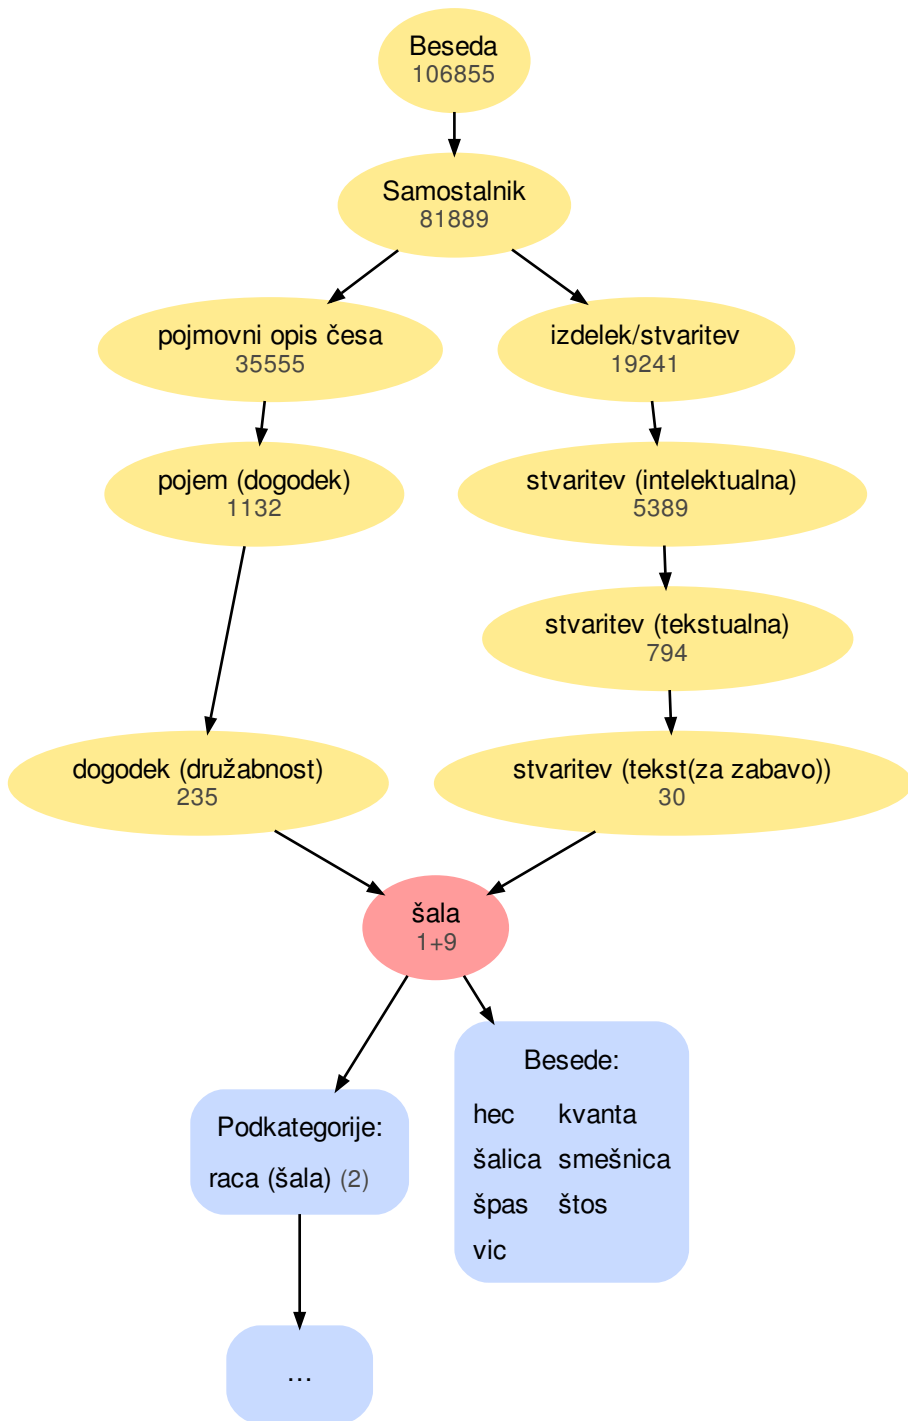 Beseda
106855
Samostalnik
81889
pojmovni opis česa
35555
izdelek/stvaritev
19241
pojem (dogodek)
1132
stvaritev (intelektualna)
5389
stvaritev (tekstualna)
794
dogodek (družabnost)
235
stvaritev (tekst(za zabavo))
30
šala
1+9
Besede:
hec kvanta
šalica smešnica
špas štos
vic
Podkategorije:
raca (šala) (2)
…